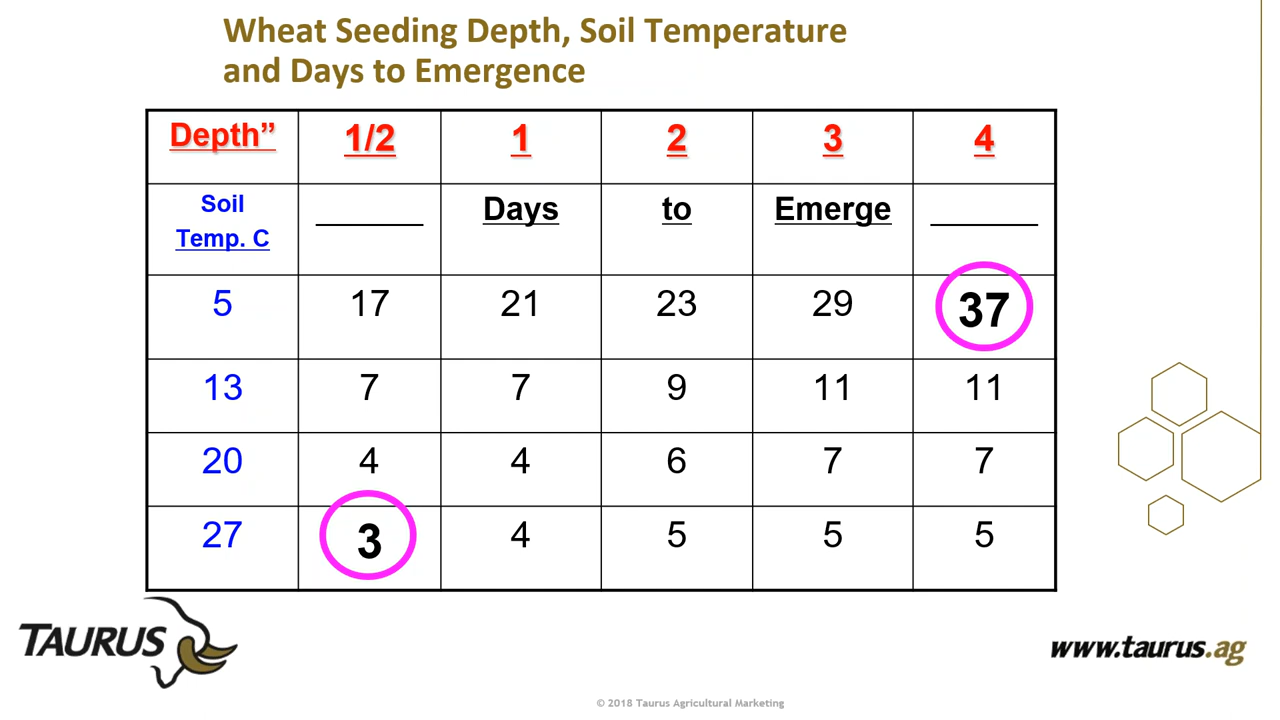 Wheat Seeding Depth, Soil Temperature
and Days to Emergence
Depth” 1/2 1 2 3 4
Soil
Temp. C ______ Days to Emerge ______
5 17 21 23 29 37
13 7 7 9 11 11
20 4 4 6 7 7
27 3 4 5 5 5
TAURUS
www.taurus.ag
© 2018 Taurus Agricultural Marketing